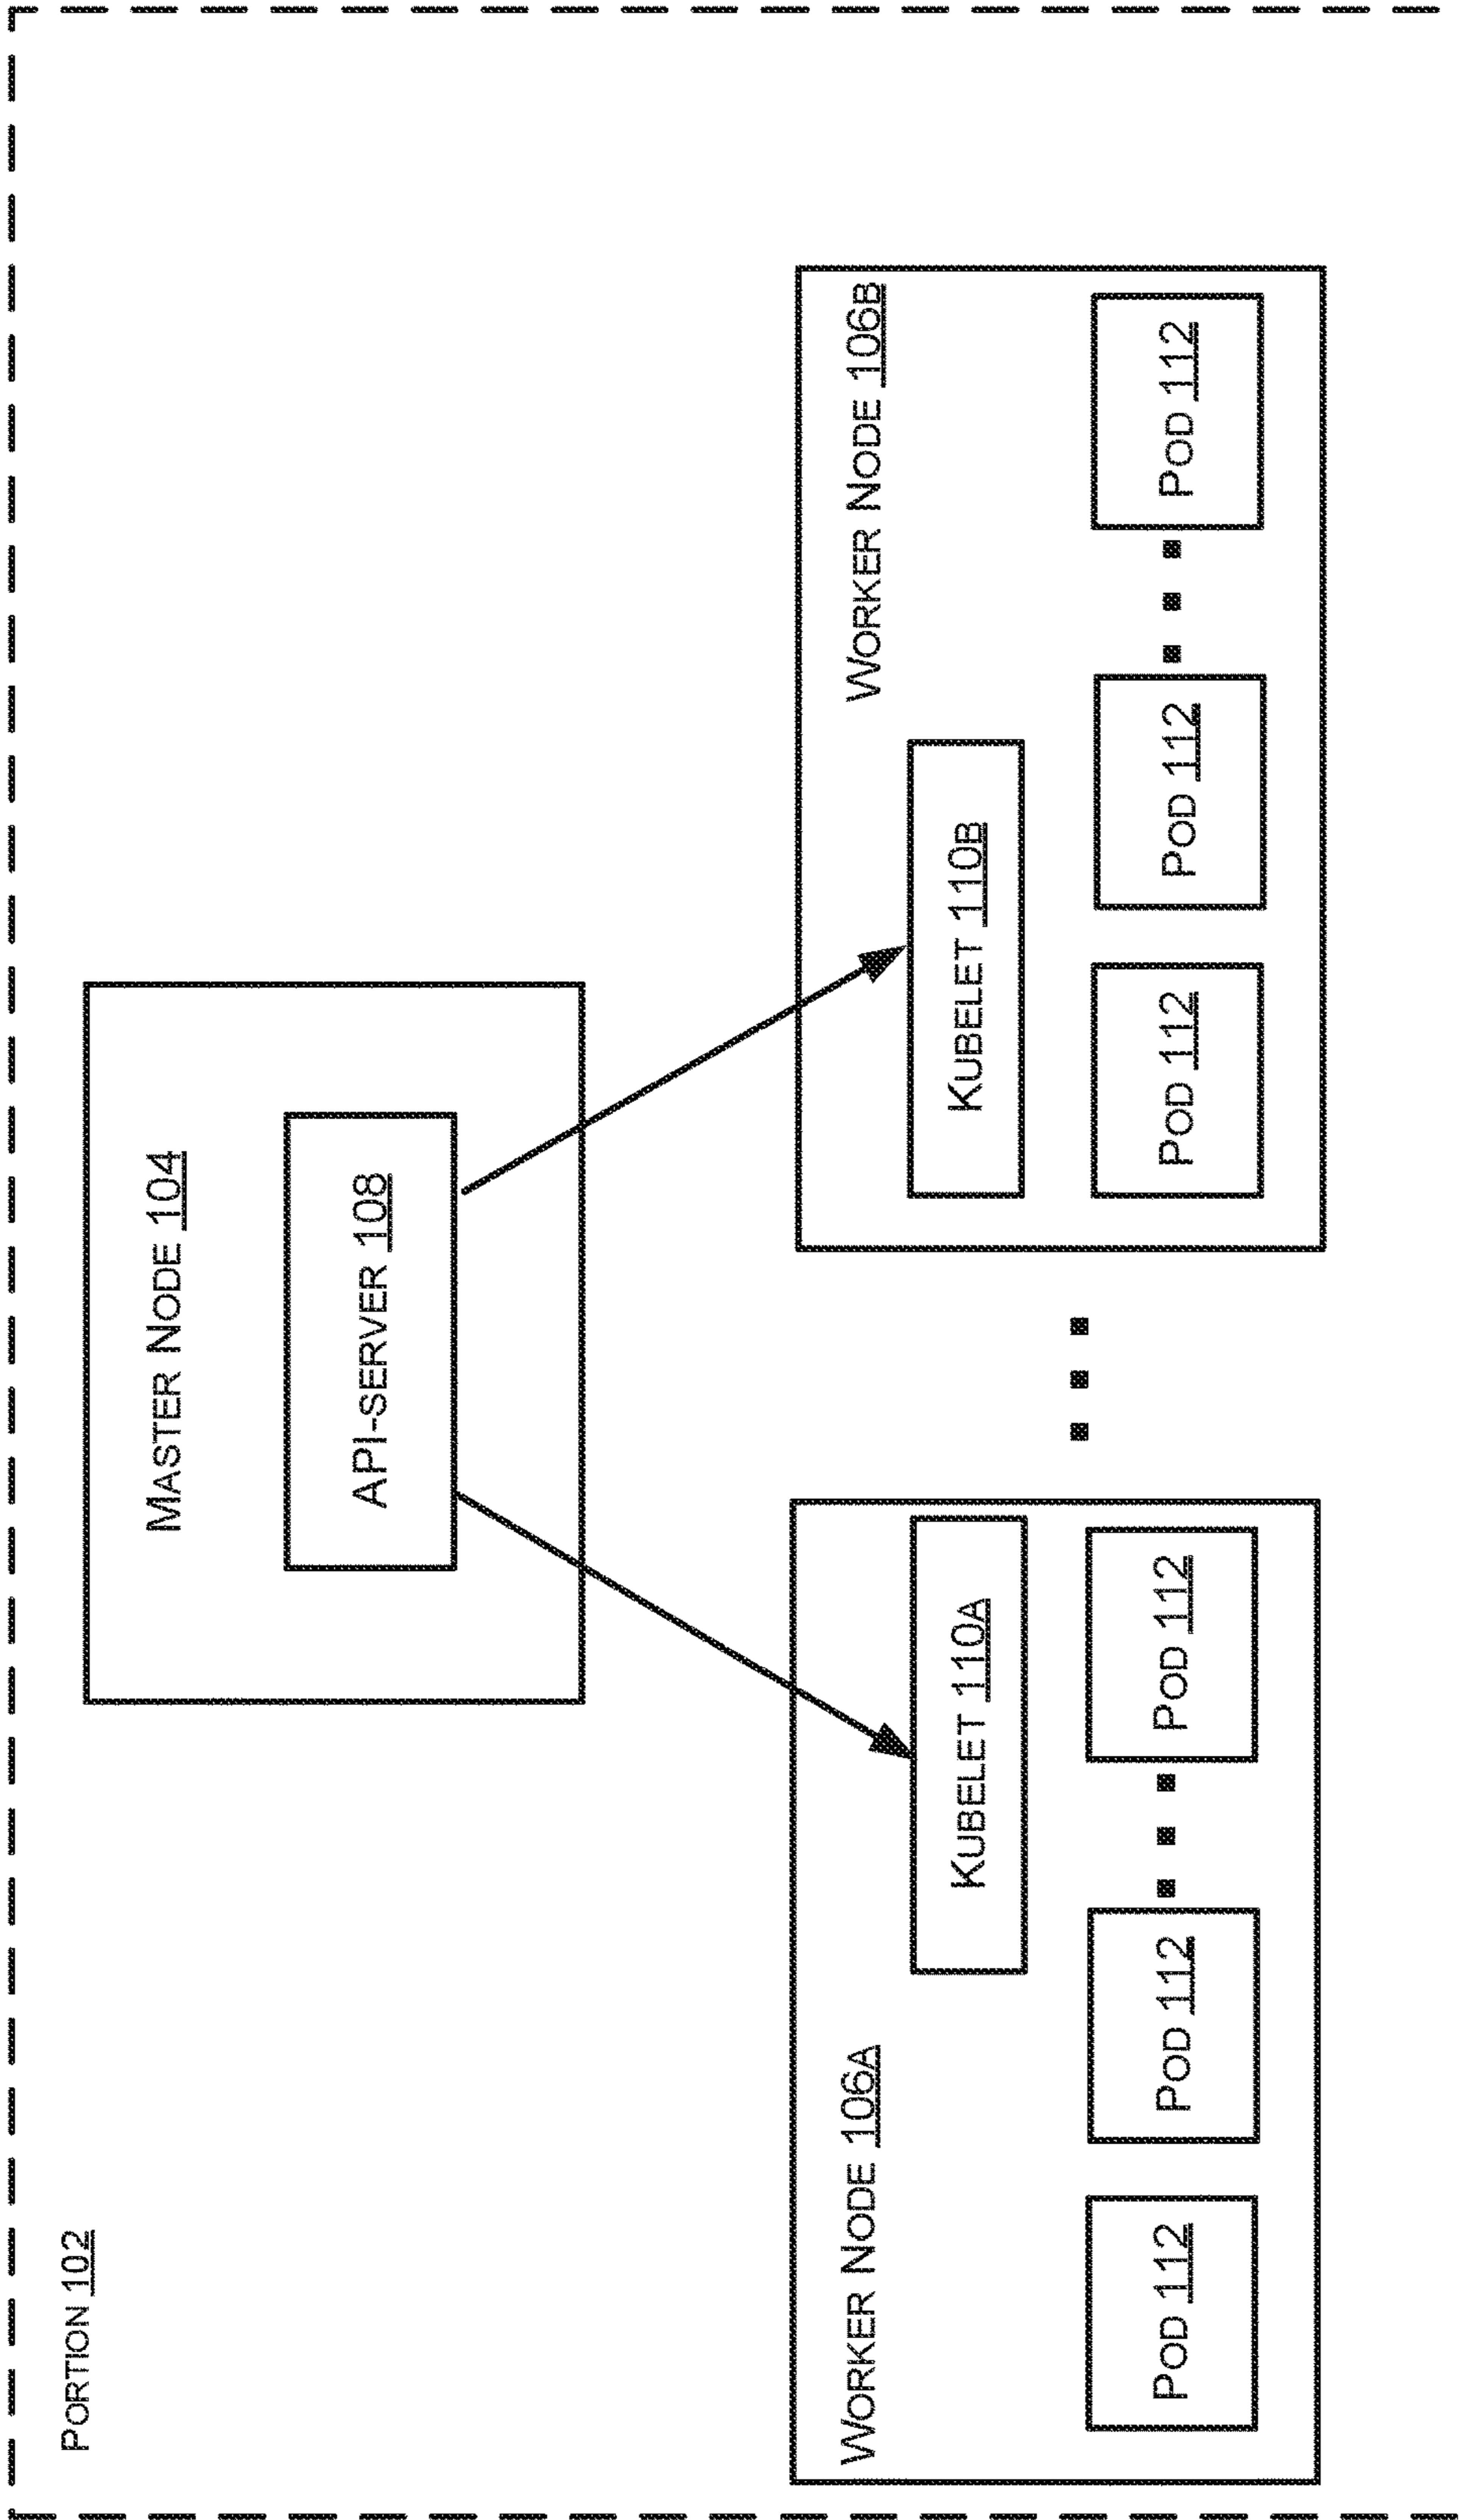 PORTION 102
MASTER NODE 104
API-SERVER 108
WORKER NODE 106A
KUBELET 110A
POD 112
POD 112
POD 112
WORKER NODE 106B
KUBELET 110B
POD 112
POD 112
POD 112